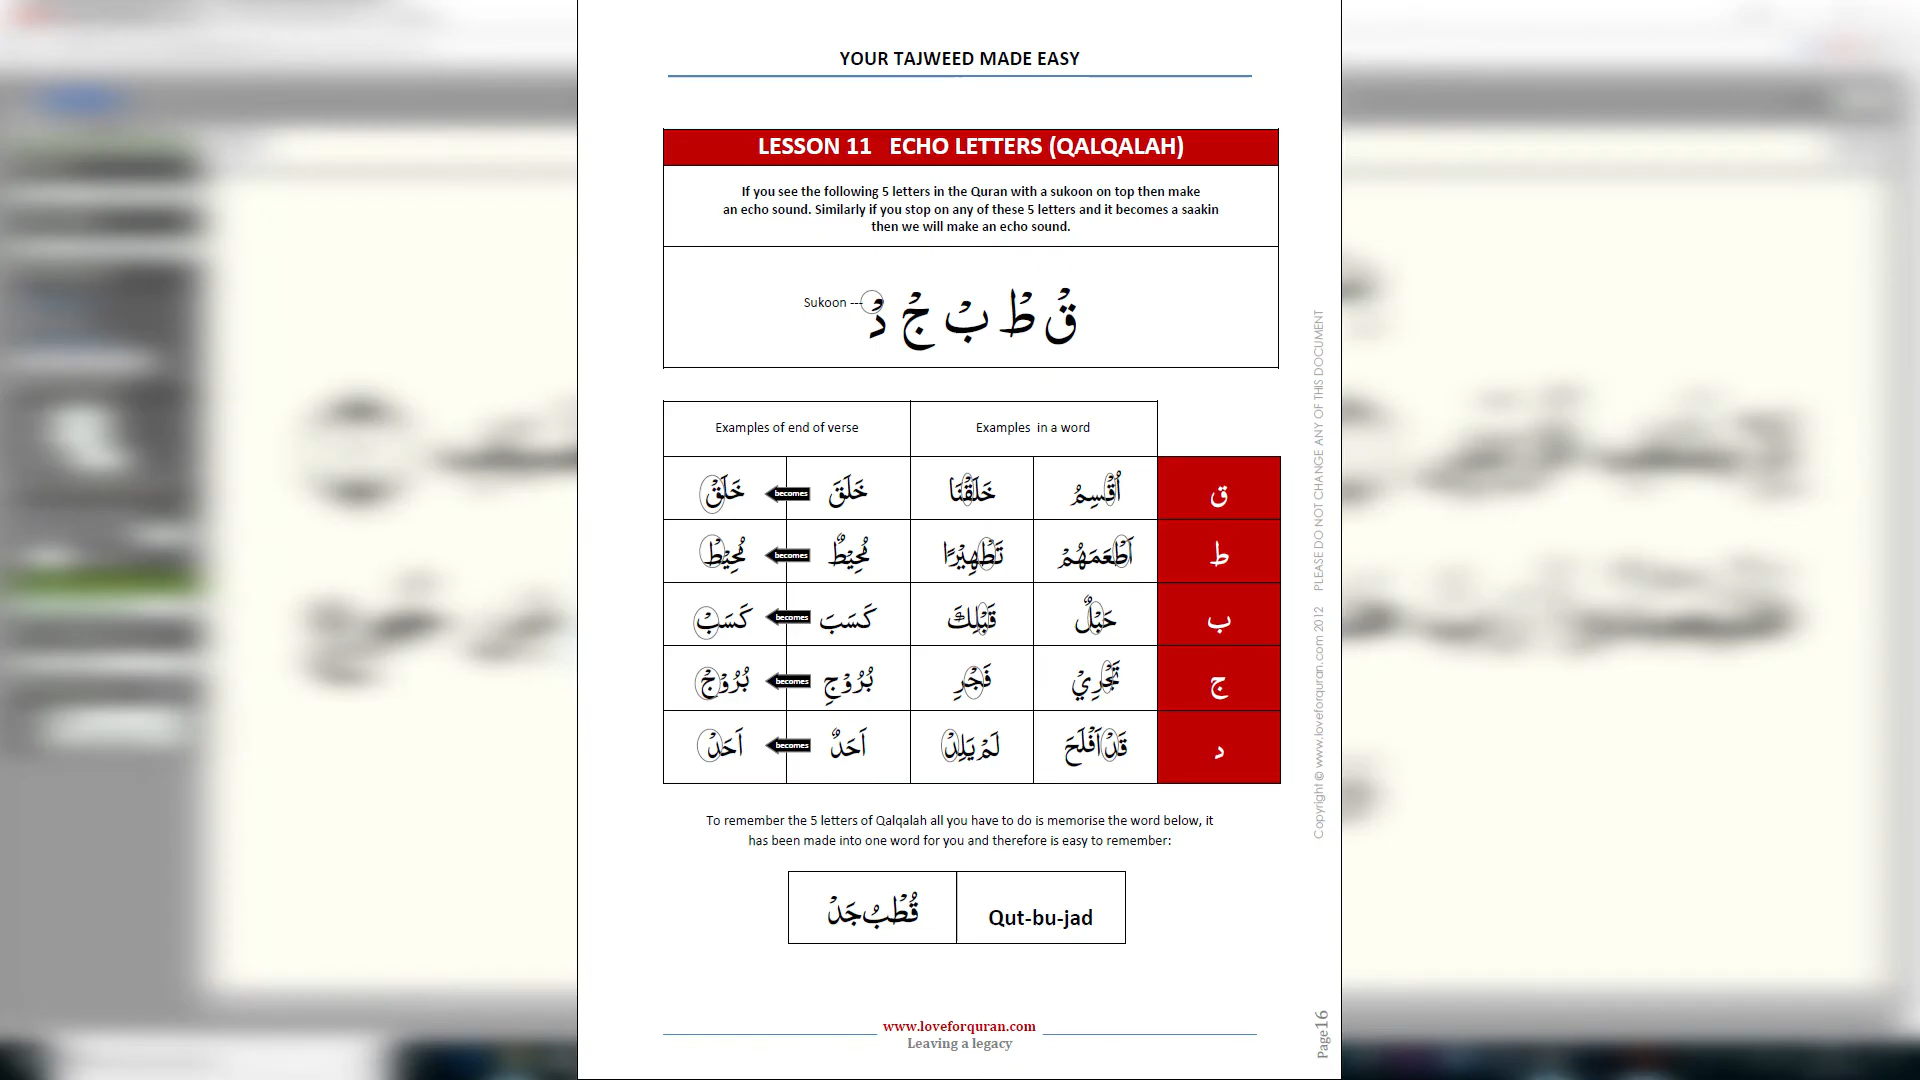 YOUR TAJWEED MADE EASY
LESSON 11 ECHO LETTERS (QALQALAH)
If you see the following 5 letters in the Quran with a sukoon on top then make
an echo sound. Similarly if you stop on any of these 5 letters and it becomes a saakin
then we will make an echo sound.
Sukoon ---
قْ طْ بْ جْ دْ
Examples of end of verse
Examples in a word
ق
اُقْسِمُ
خَلَقْنَا
خَلَقَ
becomes
خَلَقْ
ط
اَطْعَمَهُمْ
تَطْهِيْرًا
مُحِيْطٌ
becomes
مُحِيْطْ
ب
حَبْلٌ
قَبْلِكَ
كَسَبَ
becomes
كَسَبْ
ج
تَجْرِيْ
فَجْرِ
بُرُوْجِ
becomes
بُرُوْجْ
د
قَدْ اَفْلَحَ
لَمْ يَلِدْ
اَحَدٌ
becomes
اَحَدْ
To remember the 5 letters of Qalqalah all you have to do is memorise the word below, it
has been made into one word for you and therefore is easy to remember:
قُطْبُ جَدْ
Qut-bu-jad
www.loveforquran.com
Leaving a legacy
Copyright © www.loveforquran.com 2012 PLEASE DO NOT CHANGE ANY OF THIS DOCUMENT
Page16